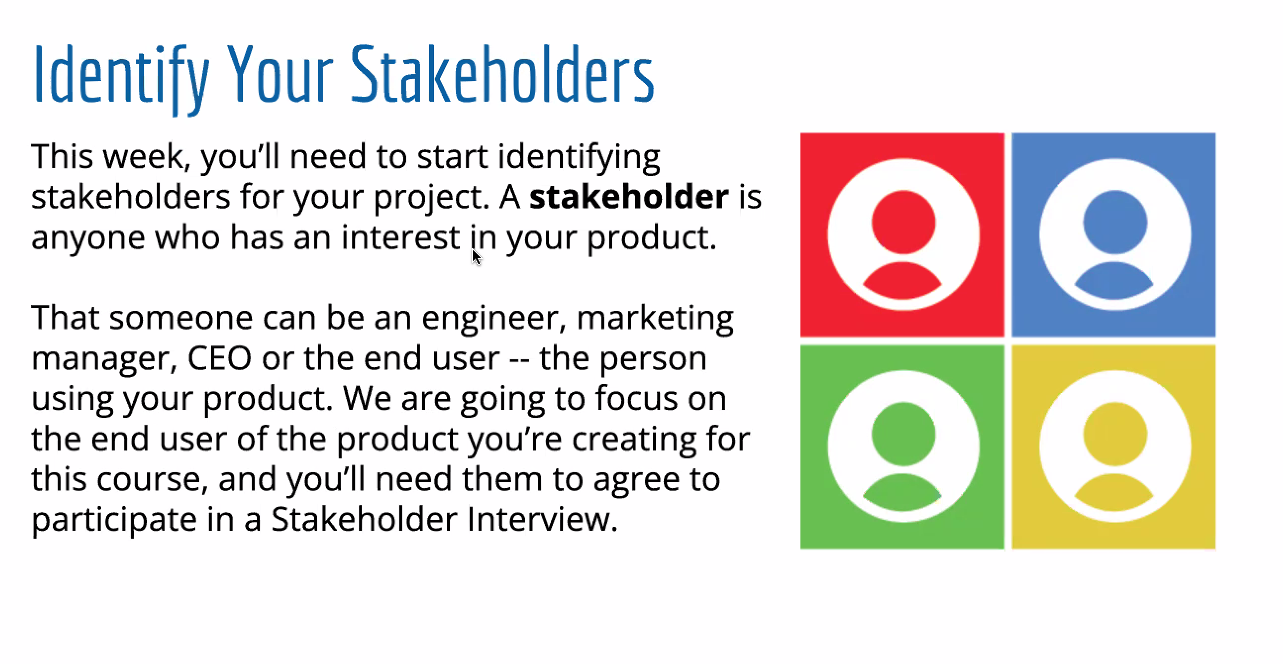 Identify Your Stakeholders
This week, you’ll need to start identifying
stakeholders for your project. A stakeholder is
anyone who has an interest in your product.
That someone can be an engineer, marketing
manager, CEO or the end user -- the person
using your product. We are going to focus on
the end user of the product you’re creating for
this course, and you’ll need them to agree to
participate in a Stakeholder Interview.